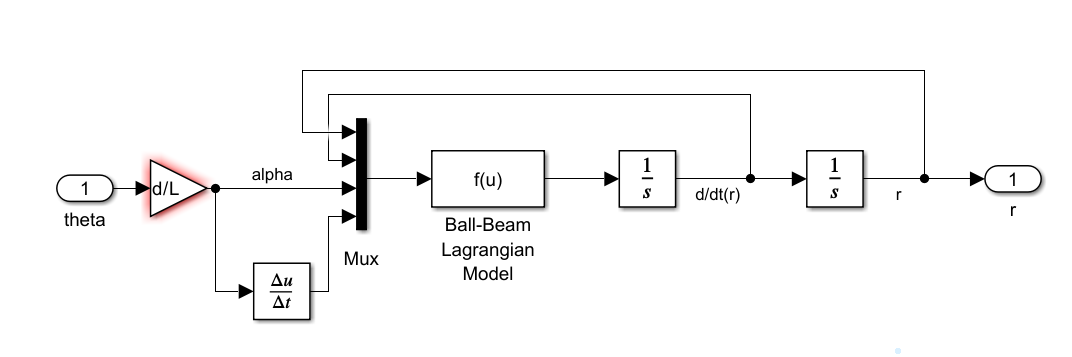 1
theta
d/L
alpha
Δu
Δt
Mux
f(u)
Ball-Beam
Lagrangian
Model
1
s
d/dt(r)
1
s
r
1
r